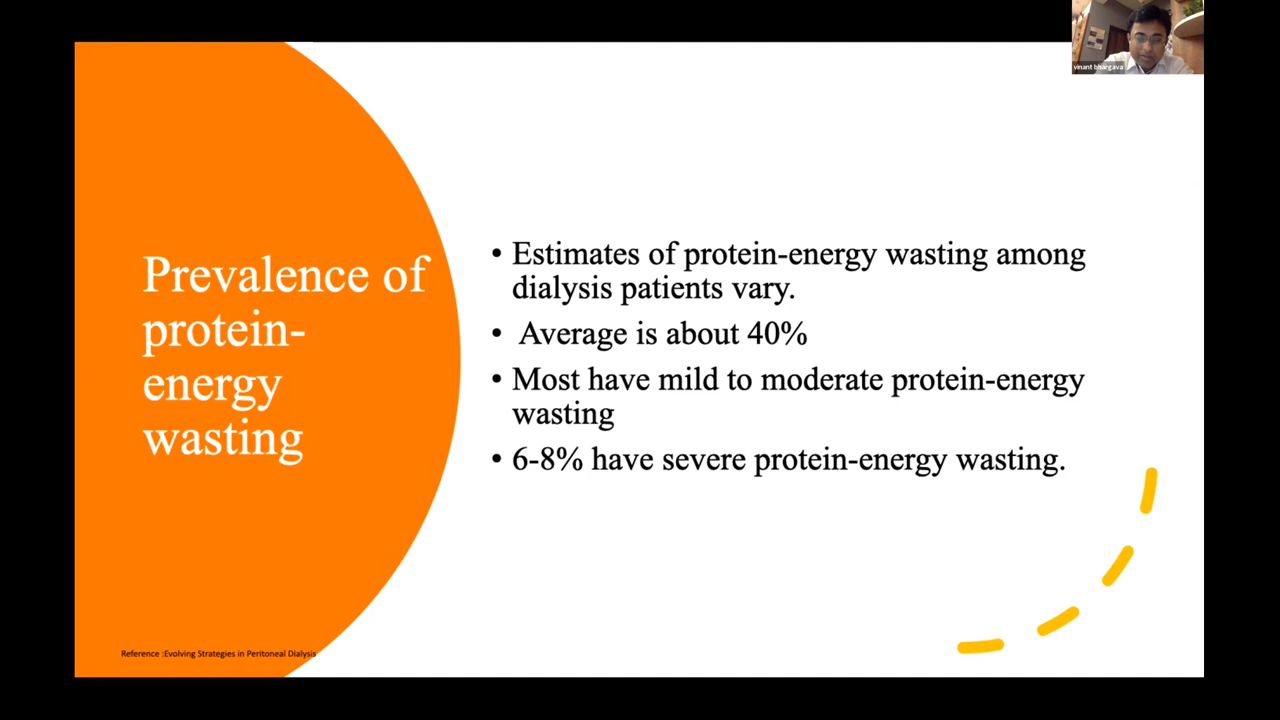 vinant bhargava
Prevalence of
protein-
energy
wasting
• Estimates of protein-energy wasting among
dialysis patients vary.
• Average is about 40%
• Most have mild to moderate protein-energy
wasting
• 6-8% have severe protein-energy wasting.
Reference :Evolving Strategies in Peritoneal Dialysis